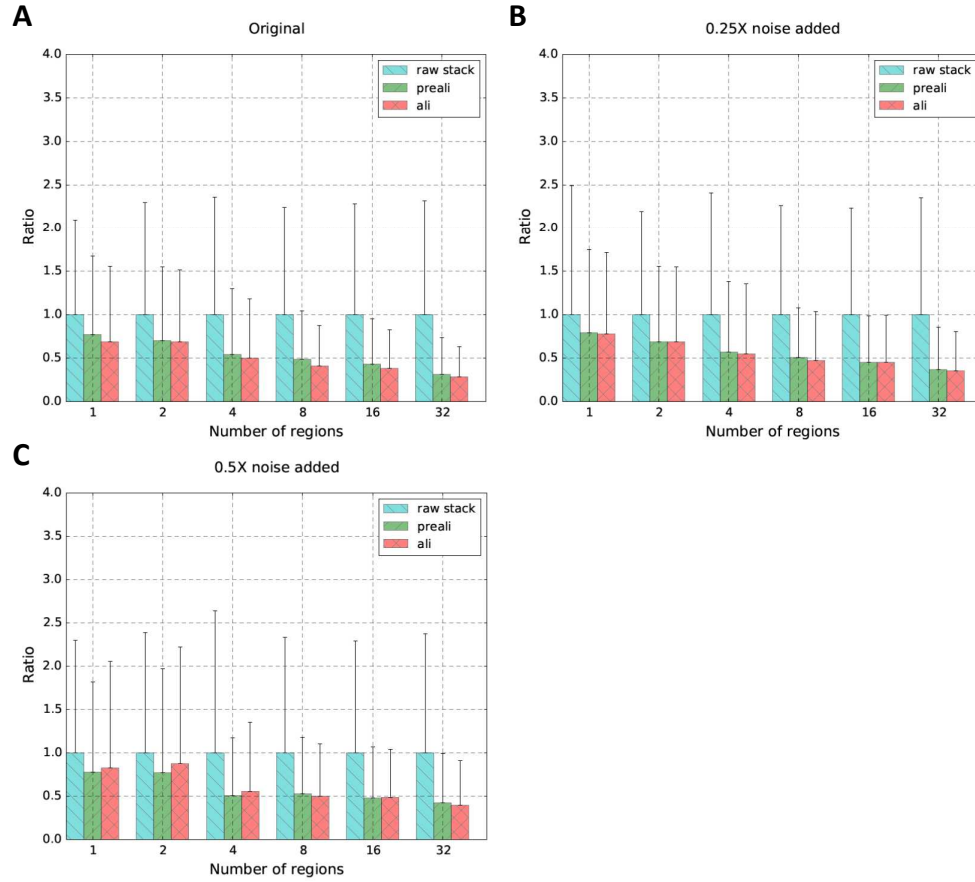 A
Original
4.0
3.5
3.0
2.5
2.0
1.5
1.0
0.5
0.0
Ratio
raw stack
preali
ali
1 2 4 8 16 32
Number of regions
B
0.25X noise added
4.0
3.5
3.0
2.5
2.0
1.5
1.0
0.5
0.0
Ratio
raw stack
preali
ali
1 2 4 8 16 32
Number of regions
C
0.5X noise added
4.0
3.5
3.0
2.5
2.0
1.5
1.0
0.5
0.0
Ratio
raw stack
preali
ali
1 2 4 8 16 32
Number of regions